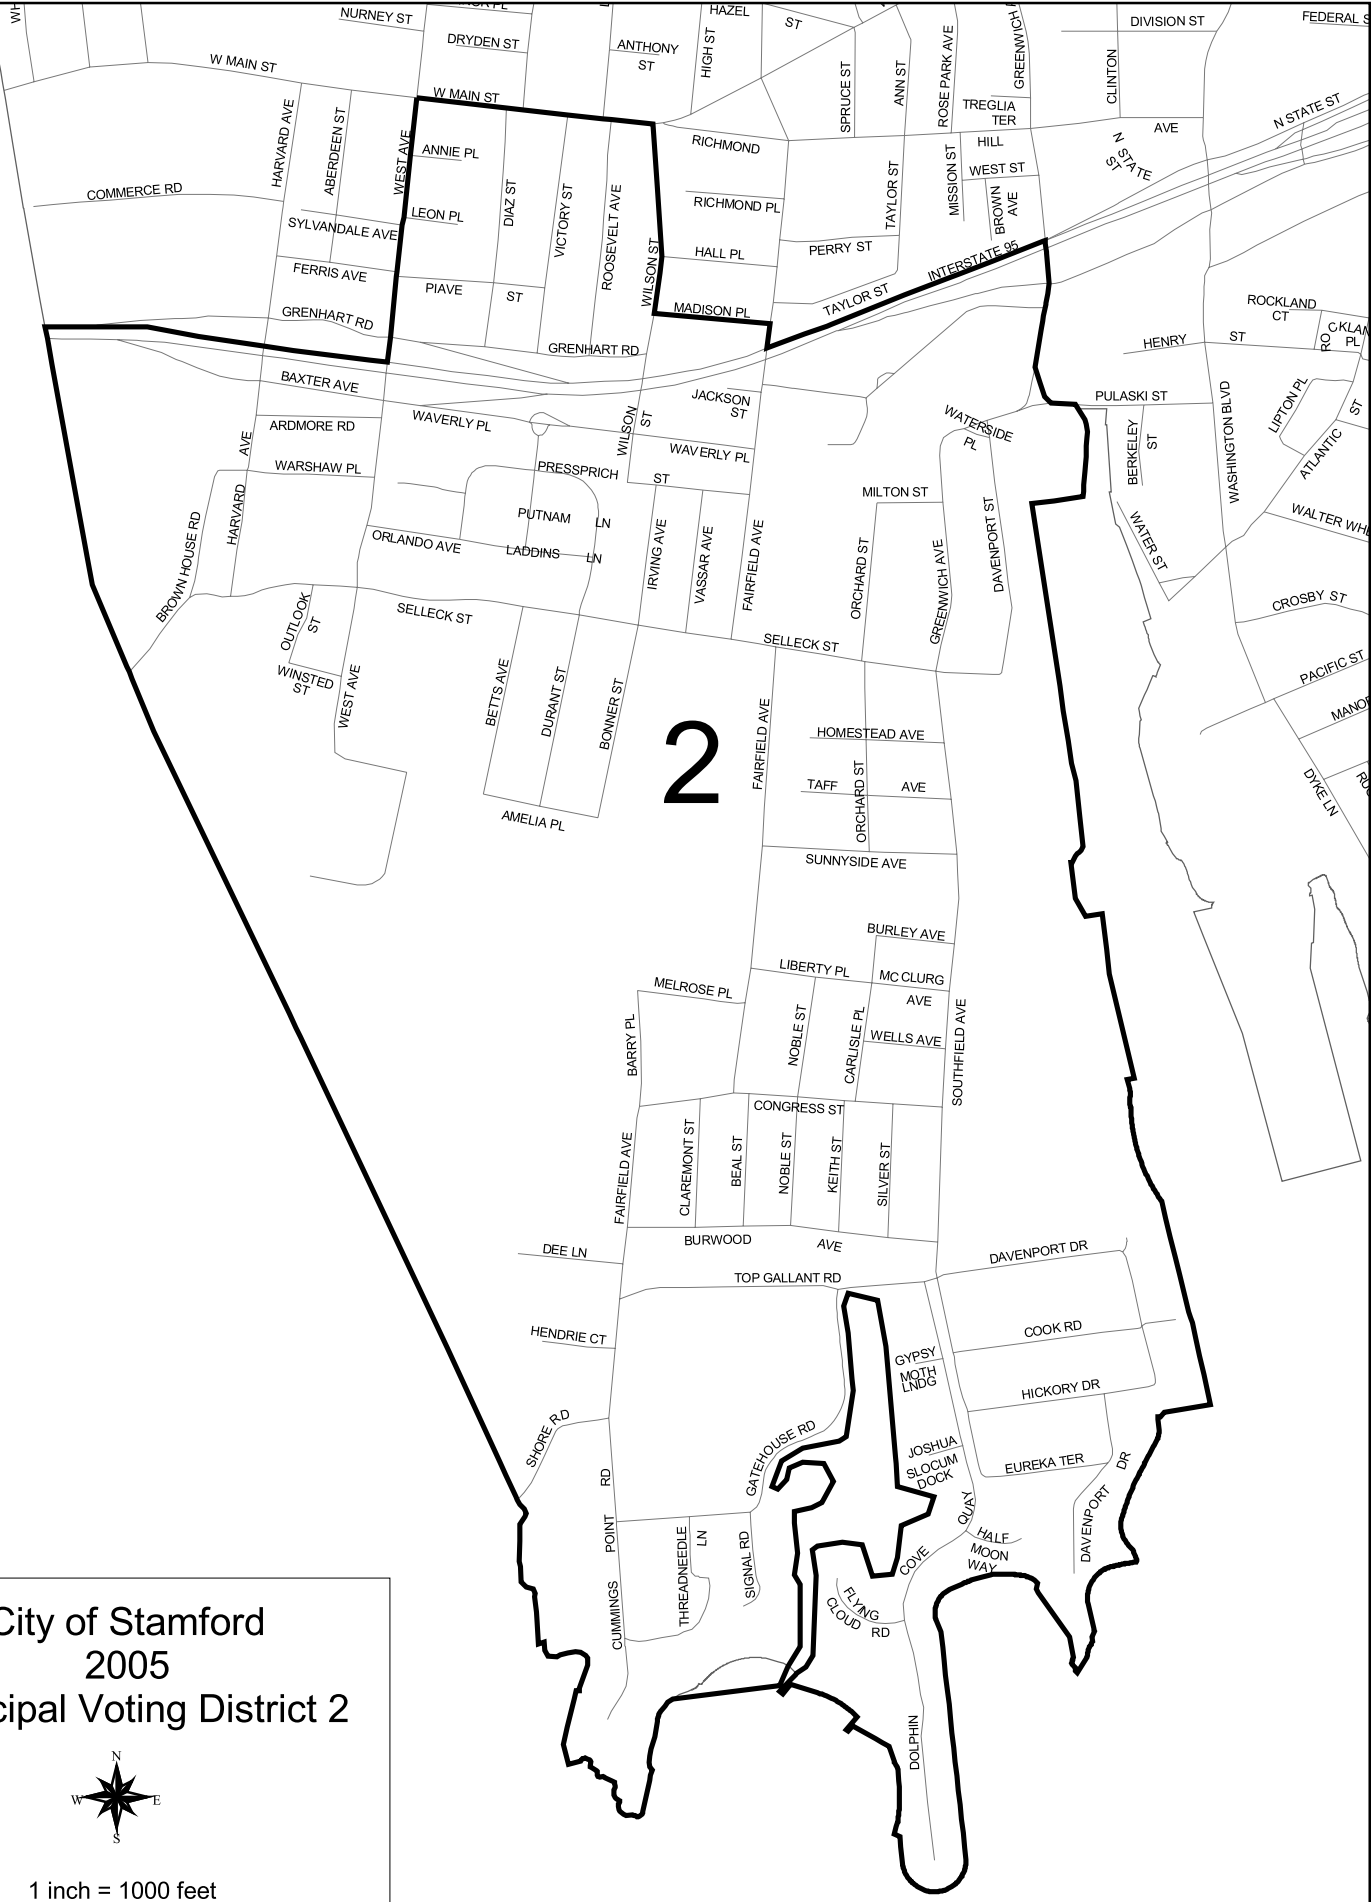 WH
NURNEY ST
DRYDEN ST
ANTHONY
ST
HIGH ST
HAZEL
ST
SPRUCE ST
ANN ST
ROSE PARK AVE
GREENWICH
DIVISION ST
FEDERAL S
CLINTON
W MAIN ST
W MAIN ST
TREGLIA
TER
N STATE ST
HARVARD AVE
ABERDEEN ST
WEST AVE
ANNIE PL
RICHMOND
HILL
AVE
N STATE
ST
COMMERCE RD
LEON PL
DIAZ ST
VICTORY ST
ROOSEVELT AVE
WILSON ST
RICHMOND PL
TAYLOR ST
MISSION ST
WEST ST
BROWN
AVE
SYLVANDALE AVE
FERRIS AVE
PIAVE
ST
HALL PL
PERRY ST
INTERSTATE 95
GRENHART RD
MADISON PL
TAYLOR ST
ROCKLAND
CT
RO
CKLAN
PL
GRENHART RD
HENRY
ST
BAXTER AVE
JACKSON
ST
WATERSIDE
PL
PULASKI ST
LIPTON PL
ST
ATLANTIC
ARDMORE RD
WAVERLY PL
WILSON
ST
WAVERLY PL
BERKELEY
ST
WASHINGTON BLVD
AVE
HARVARD
WARSHAW PL
PRESSPRICH
ST
MILTON ST
PUTNAM
LN
WALTER WHE
BROWN HOUSE RD
ORLANDO AVE
LADDINS
LN
IRVING AVE
VASSAR AVE
FAIRFIELD AVE
ORCHARD ST
GREENWICH AVE
DAVENPORT ST
WATER ST
OUTLOOK
ST
SELLECK ST
SELLECK ST
CROSBY ST
WINSTED
ST
WEST AVE
BETTS AVE
DURANT ST
BONNER ST
PACIFIC ST
MANOR
2
FAIRFIELD AVE
HOMESTEAD AVE
TAFF
ORCHARD ST
AVE
DYKE LN
RUG
AMELIA PL
SUNNYSIDE AVE
BURLEY AVE
MELROSE PL
LIBERTY PL
MC CLURG
AVE
BARRY PL
NOBLE ST
CARLISLE PL
WELLS AVE
SOUTHFIELD AVE
CONGRESS ST
FAIRFIELD AVE
CLAREMONT ST
BEAL ST
NOBLE ST
KEITH ST
SILVER ST
DEE LN
BURWOOD
AVE
DAVENPORT DR
TOP GALLANT RD
HENDRIE CT
COOK RD
GYPSY
MOTH
LNDG
HICKORY DR
SHORE RD
GATEHOUSE RD
JOSHUA
SLOCUM
DOCK
EUREKA TER
DAVENPORT
DR
CUMMINGS
POINT
RD
THREADNEEDLE
LN
SIGNAL RD
QUAY
HALF
MOON
WAY
COVE
FLYING
CLOUD
RD
DOLPHIN
City of Stamford
2005
cipal Voting District 2
N
W
E
S
1 inch = 1000 feet